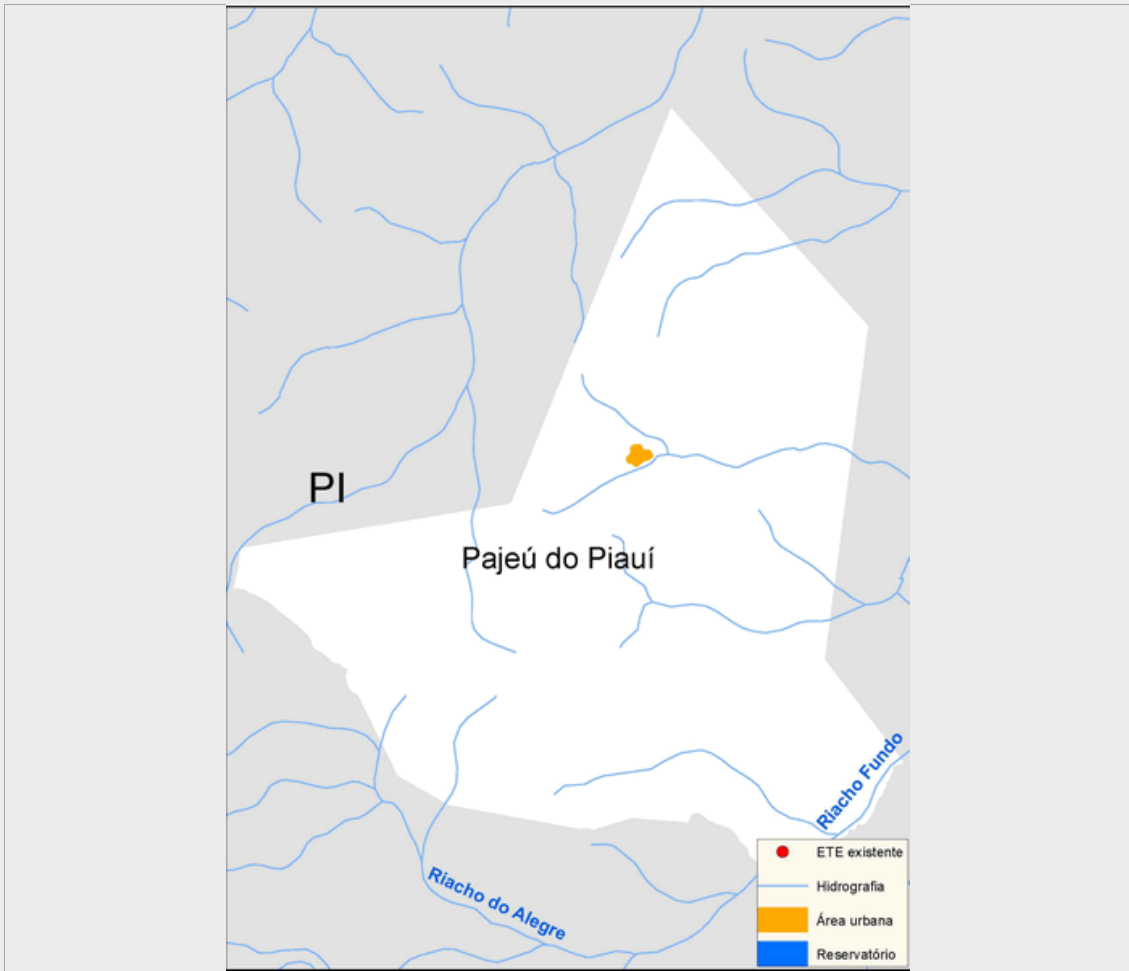 PI
Pajeú do Piauí
Riacho Fundo
Riacho do Alegre
ETE existente
Hidrografia
Área urbana
Reservatório